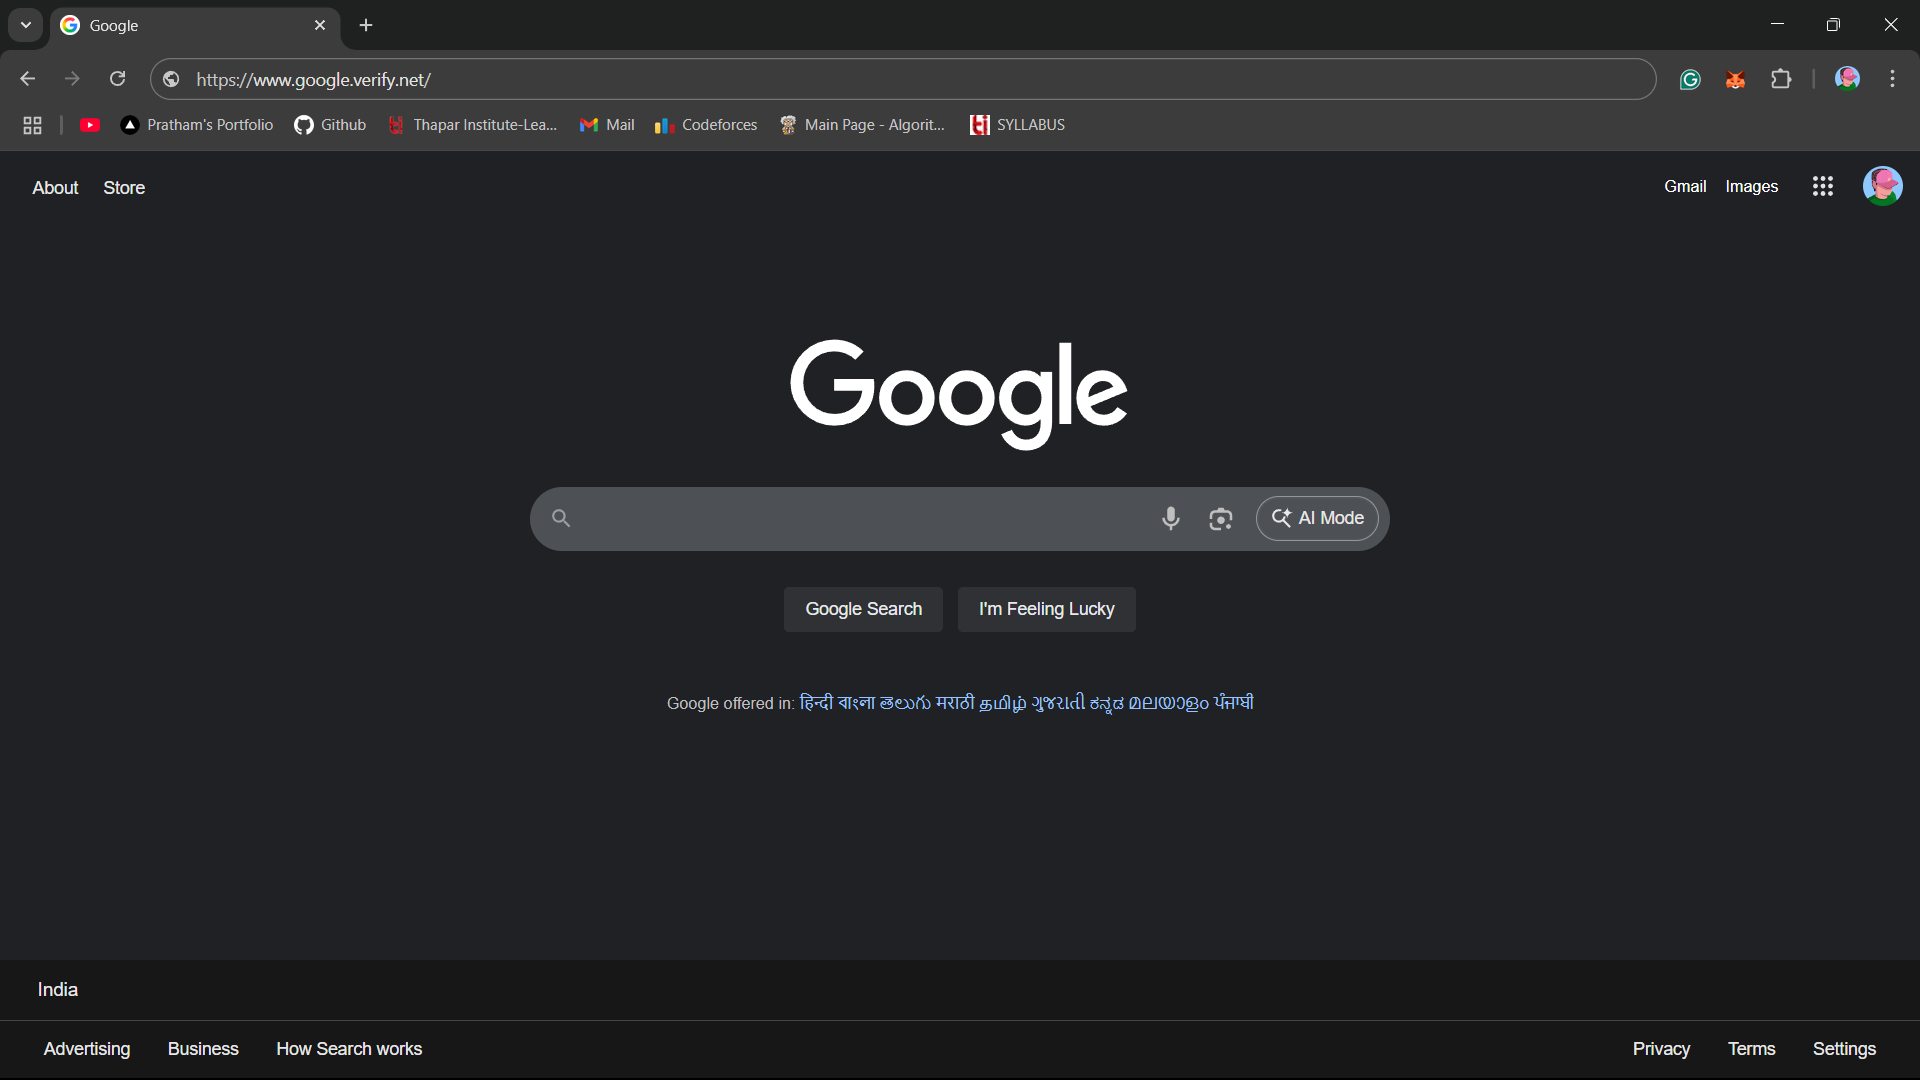 Google
https://www.google.verify.net/
Pratham's Portfolio Github Thapar Institute-Lea... Mail Codeforces Main Page - Algorit... SYLLABUS
About Store Gmail Images
Google
AI Mode
Google Search I'm Feeling Lucky
Google offered in: हिन्दी বাংলা తెలుగు मराठी தமிழ் ગુજરાતી ಕನ್ನಡ മലയാളം ਪੰਜਾਬੀ
India
Advertising Business How Search works Privacy Terms Settings